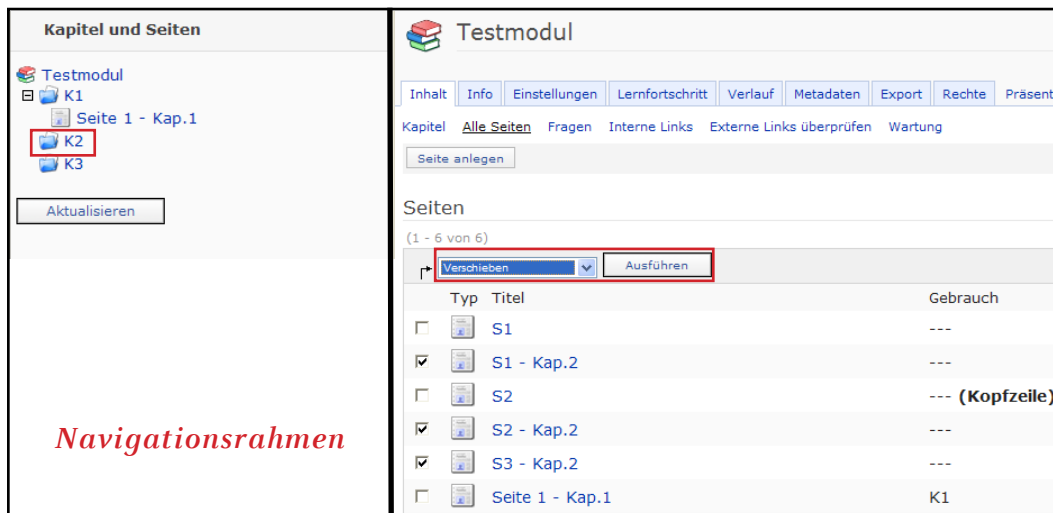 Kapitel und Seiten
Testmodul
K1
Seite 1 - Kap.1
K2
K3
Aktualisieren
Navigationsrahmen
Testmodul
Inhalt Info Einstellungen Lernfortschritt Verlauf Metadaten Export Rechte Präsent
Kapitel Alle Seiten Fragen Interne Links Externe Links überprüfen Wartung
Seite anlegen
Seiten
(1 - 6 von 6)
Verschieben Ausführen
Typ Titel Gebrauch
S1 ---
S1 - Kap.2 ---
S2 --- (Kopfzeile)
S2 - Kap.2 ---
S3 - Kap.2 ---
Seite 1 - Kap.1 K1